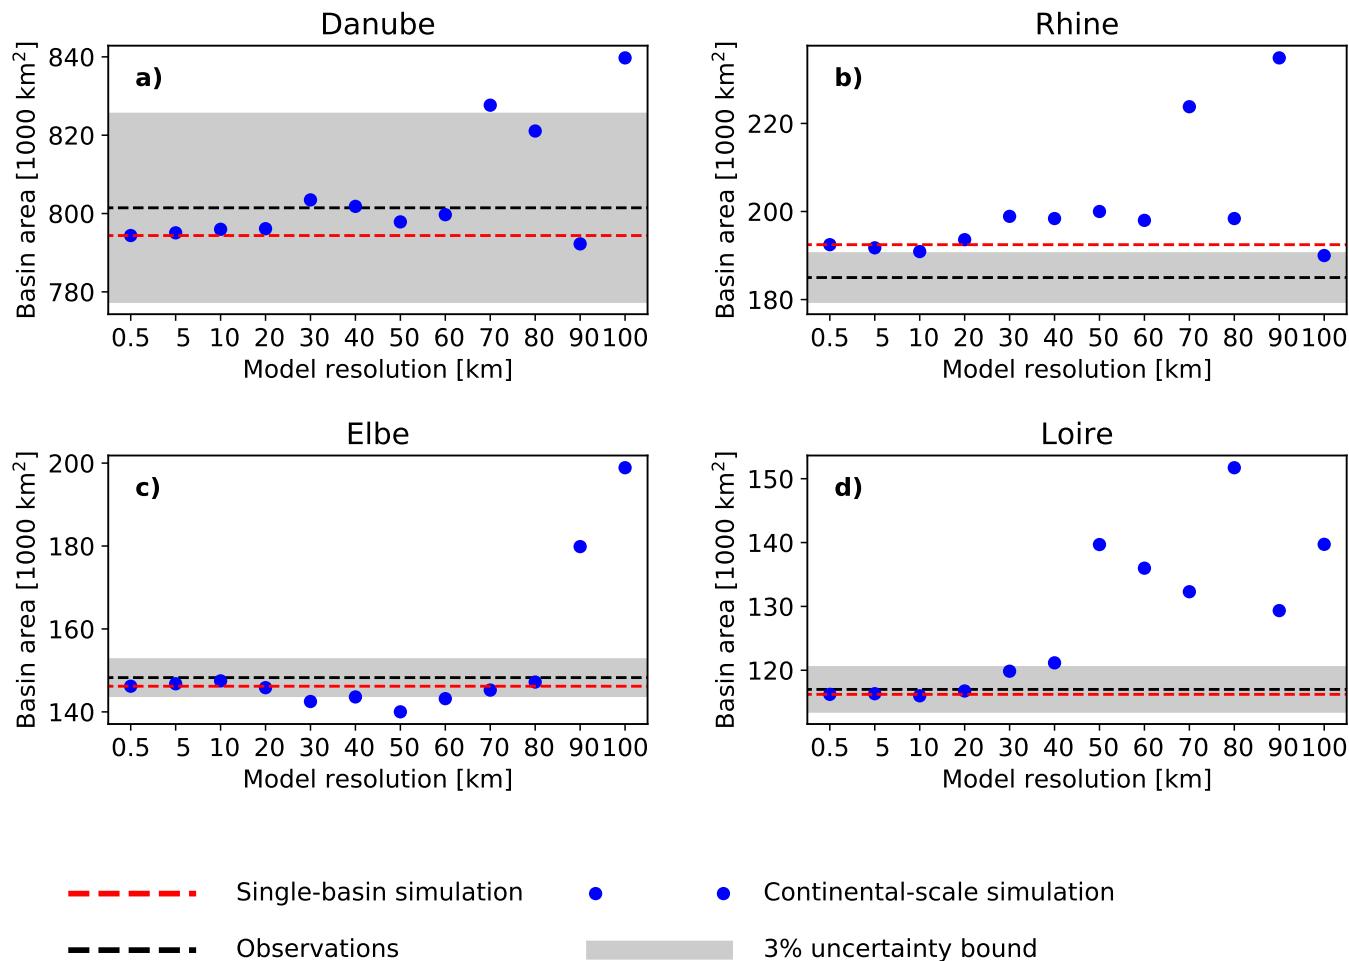 Danube
Basin area [1000 km²]
840
820
800
780
a)
0.5 5 10 20 30 40 50 60 70 80 90 100
Model resolution [km]
Rhine
Basin area [1000 km²]
220
200
180
b)
0.5 5 10 20 30 40 50 60 70 80 90 100
Model resolution [km]
Elbe
Basin area [1000 km²]
200
180
160
140
c)
0.5 5 10 20 30 40 50 60 70 80 90 100
Model resolution [km]
Loire
Basin area [1000 km²]
150
140
130
120
d)
0.5 5 10 20 30 40 50 60 70 80 90 100
Model resolution [km]
Single-basin simulation
Continental-scale simulation
Observations
3% uncertainty bound